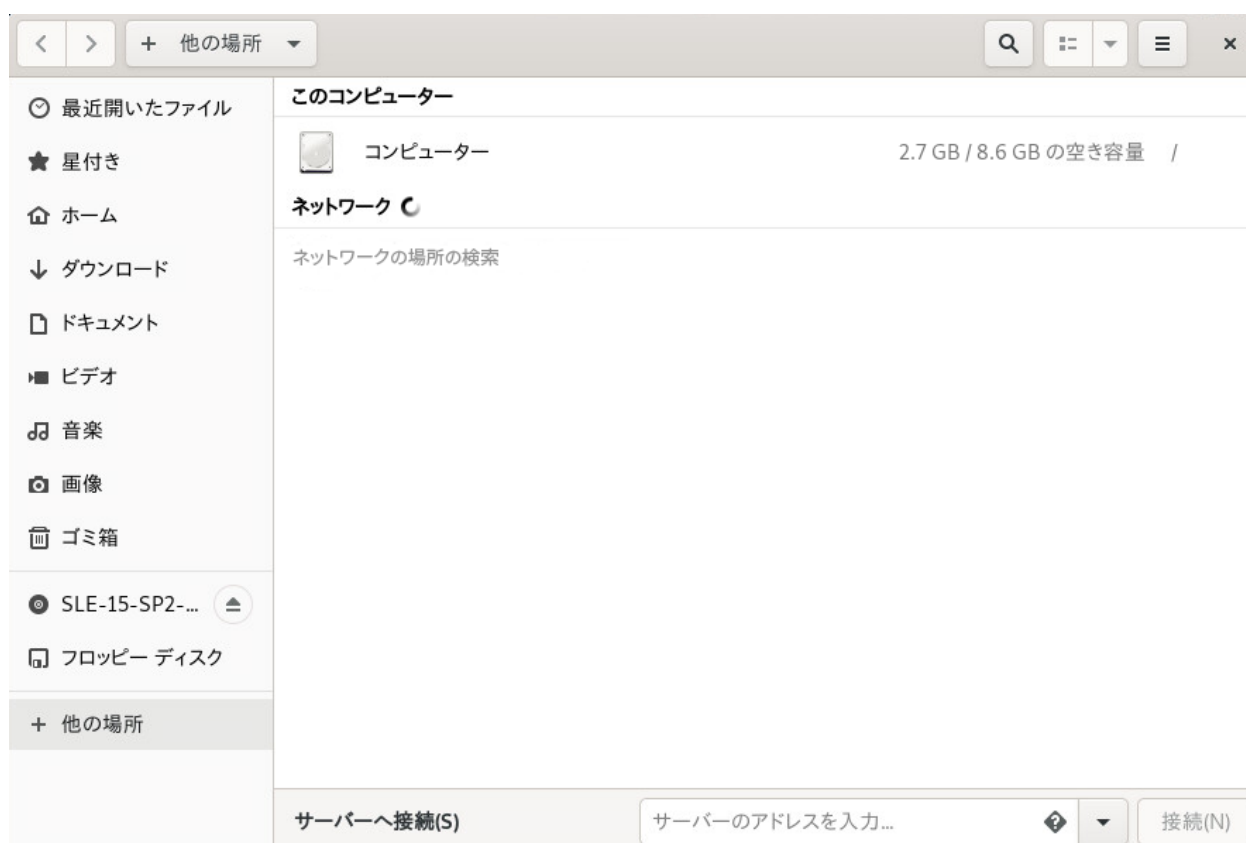 他の場所
最近開いたファイル
星付き
ホーム
ダウンロード
ドキュメント
ビデオ
音楽
画像
ゴミ箱
SLE-15-SP2-...
フロッピー ディスク
他の場所
このコンピューター
コンピューター 2.7 GB / 8.6 GB の空き容量 /
ネットワーク
ネットワークの場所の検索
サーバーへ接続(S) サーバーのアドレスを入力... 接続(N)